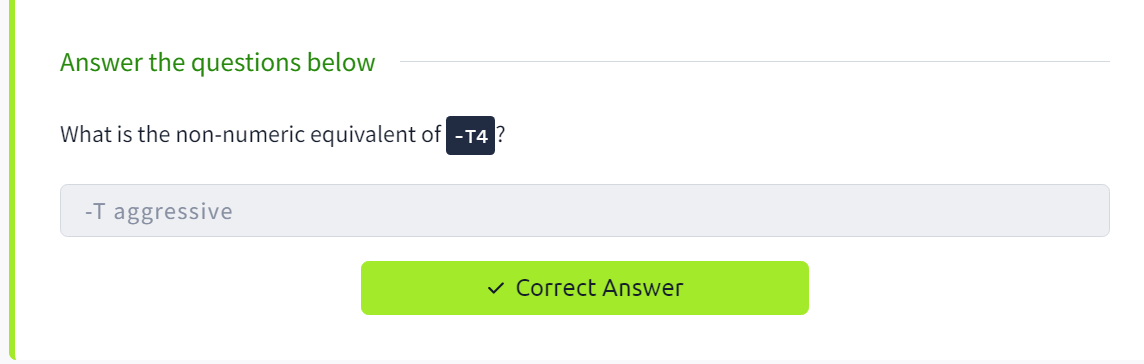 Answer the questions below
What is the non-numeric equivalent of -T4?
-T aggressive
✓ Correct Answer